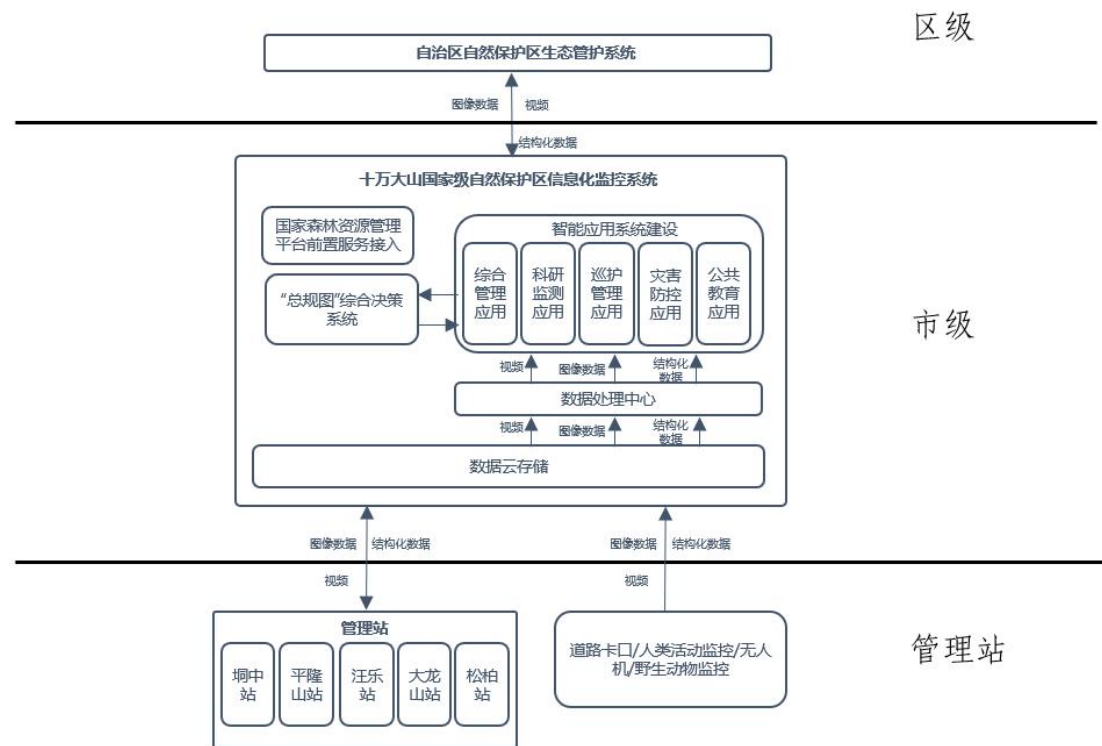 区级
自治区自然保护区生态管护系统
图像数据 视频
结构化数据
十万大山国家级自然保护区信息化监控系统
国家森林资源管理
平台前置服务接入
智能应用系统建设
综合
管理
应用
科研
监测
应用
巡护
管理
应用
灾害
防控
应用
公共
教育
应用
“总规图”综合决策
系统
市级
视频
图像数据
结构化
数据
数据处理中心
视频
图像数据
结构化
数据
数据云存储
图像数据 结构化数据
视频
图像数据 结构化数据
视频
管理站
垌中
站
平隆
山站
汪乐
站
大龙
山站
松柏
站
道路卡口/人类活动监控/无人
机/野生动物监控
管理站